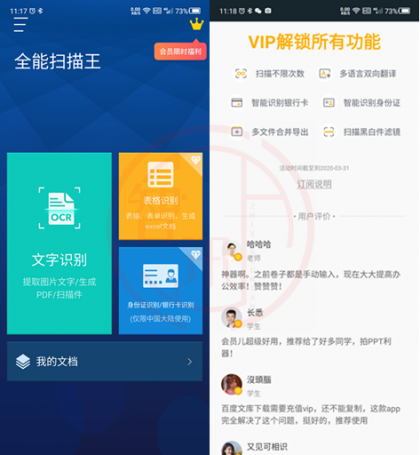 11:17
73%
会员限时福利
全能扫描王
OCR
文字识别
提取图片文字/生成
PDF/扫描件
表格识别
表格、表单识别，生成
excel文档
身份证识别/银行卡识别
(仅限中国大陆使用)
我的文档
11:18
73%
VIP解锁所有功能
扫描不限次数
多语言双向翻译
智能识别银行卡
智能识别身份证
多文件合并导出
扫描黑白件滤镜
活动时间截至到2020-03-31
订阅说明
用户评价
哈哈哈
老师
神器啊。之前卷子都是手动输入，现在大大提高办
公效率！赞赞赞！
长悉
学生
会员儿超级好用，推荐给了好多同学，拍PPT利
器！
沒頭腦
学生
百度文库下载需要充值vip，还不能复制，这款app
完全解决了这个问题，挺好的，推荐使用
又见可相识